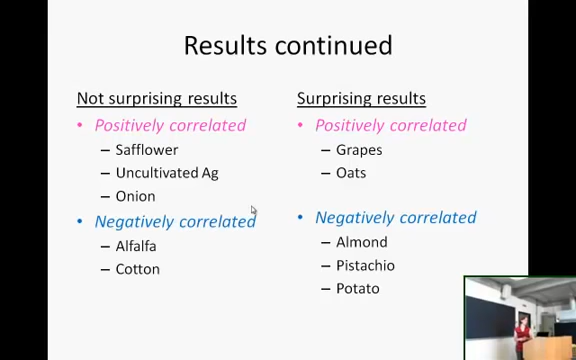 Results continued
Not surprising results
• Positively correlated
– Safflower
– Uncultivated Ag
– Onion
• Negatively correlated
– Alfalfa
– Cotton
Surprising results
• Positively correlated
– Grapes
– Oats
• Negatively correlated
– Almond
– Pistachio
– Potato